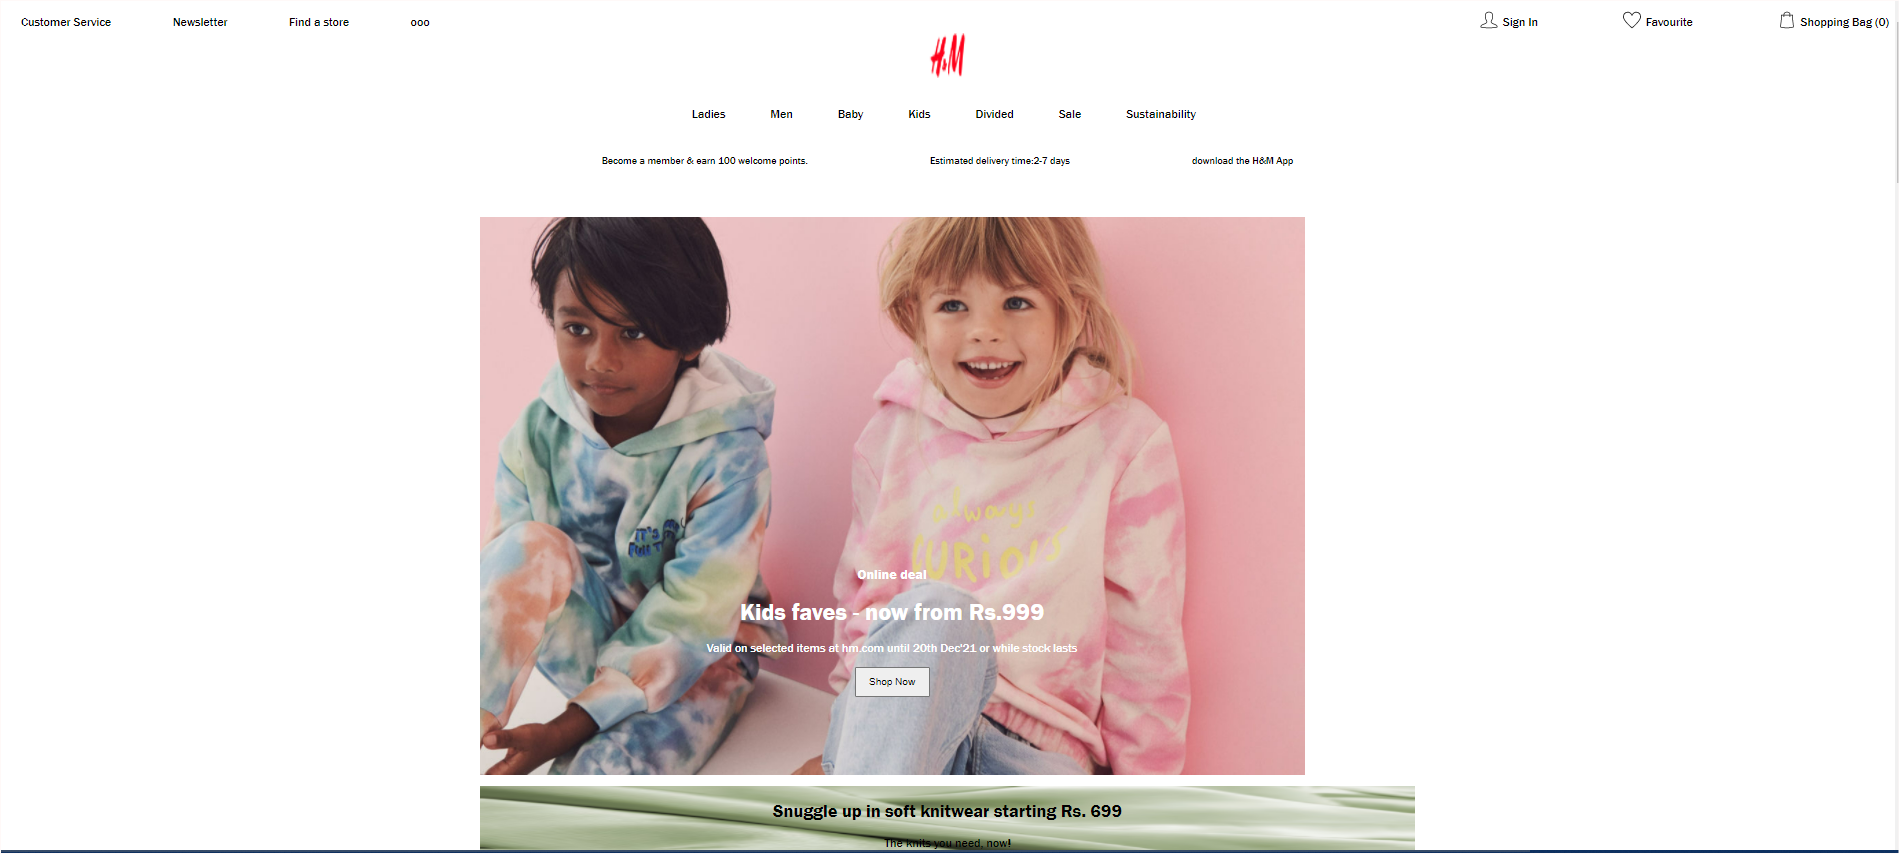 Customer Service Newsletter Find a store ooo Sign In Favourite Shopping Bag (0)
H&M
Ladies Men Baby Kids Divided Sale Sustainability
Become a member & earn 100 welcome points. Estimated delivery time:2-7 days download the H&M App
always
CURIOUS
IT'S
FULL
Online deal
Kids faves - now from Rs.999
Valid on selected items at hm.com until 20th Dec'21 or while stock lasts
Shop Now
Snuggle up in soft knitwear starting Rs. 699
The knits you need, now!